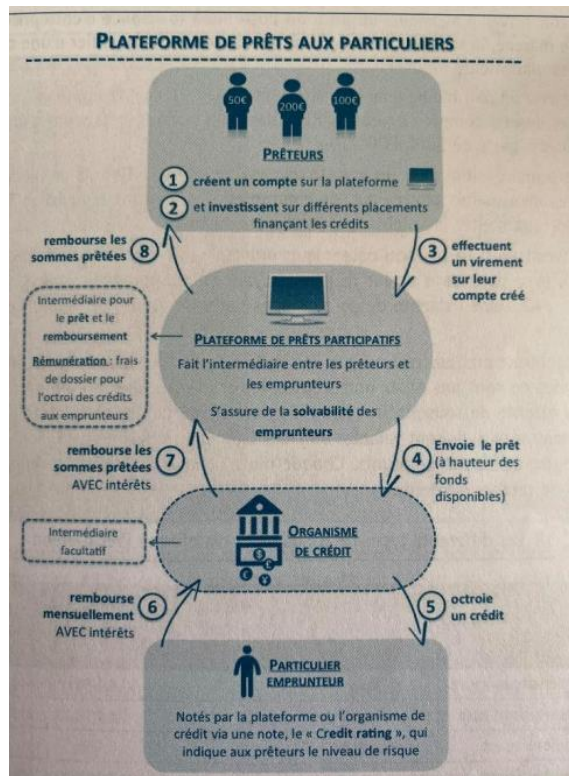 PLATEFORME DE PRÊTS AUX PARTICULIERS
50€
200€
100€
PRÊTEURS
1 créent un compte sur la plateforme
2 et investissent sur différents placements
finançant les crédits
rembourse les
sommes prêtées
8
3
effectuent
un virement
sur leur
compte créé
Intermédiaire pour
le prêt et le
remboursement
Rémunération : frais
de dossier pour
l'octroi des crédits
aux emprunteurs
PLATEFORME DE PRÊTS PARTICIPATIFS
Fait l'intermédiaire entre les prêteurs et
les emprunteurs
S'assure de la solvabilité des
emprunteurs
rembourse les
sommes prêtées
AVEC intérêts
7
4
Envoie le prêt
(à hauteur des
fonds
disponibles)
Intermédiaire
facultatif
$
€
€
¥
ORGANISME
DE CRÉDIT
rembourse
mensuellement
AVEC intérêts
6
5
octroie
un crédit
PARTICULIER
EMPRUNTEUR
Notés par la plateforme ou l'organisme de
crédit via une note, le « Credit rating », qui
indique aux prêteurs le niveau de risque